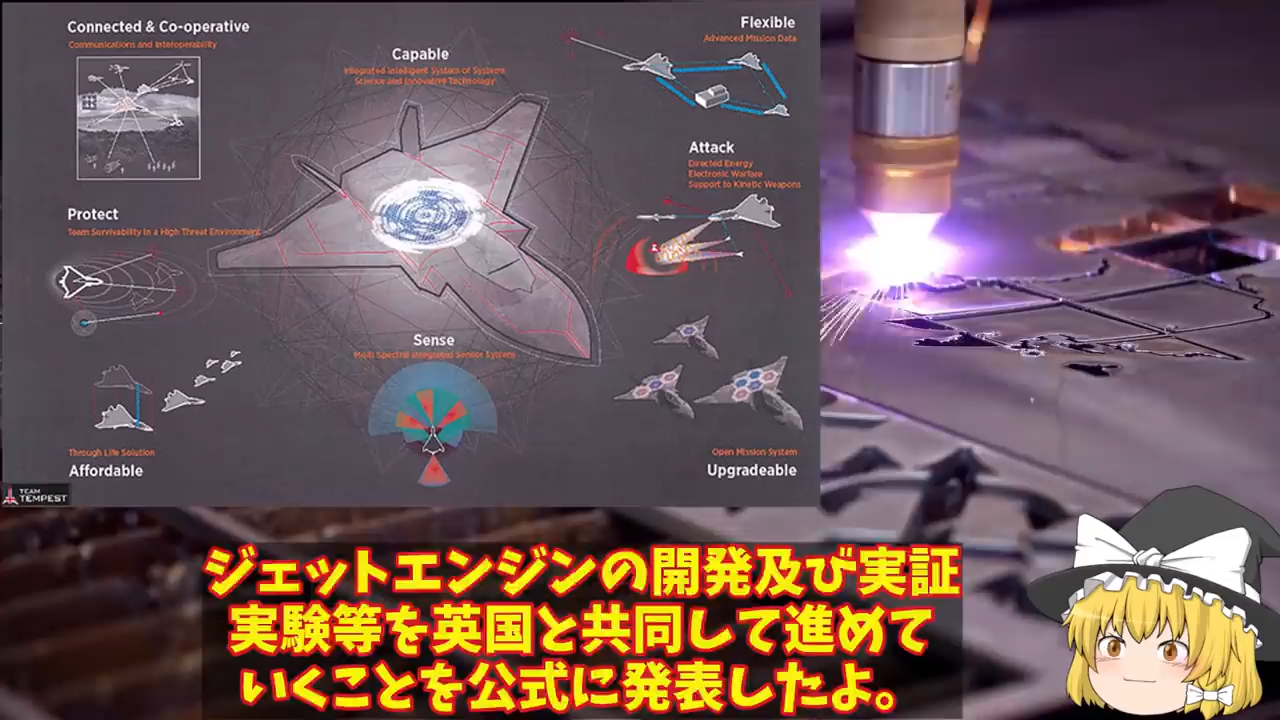 Connected & Co-operative
Communications and Interoperability
Capable
Integrated Intelligent System of Systems
Science and Innovative Technology
Flexible
Advanced Mission Data
Attack
Directed Energy
Electronic Warfare
Support to Kinetic Weapons
Protect
Team Survivability in a High Threat Environment
Sense
Multi Spectral Integrated Sensor System
Through Life Solution
Affordable
Open Mission System
Upgradeable
TEAM
TEMPEST
ジェットエンジンの開発及び実証
実験等を英国と共同して進めて
いくことを公式に発表したよ。